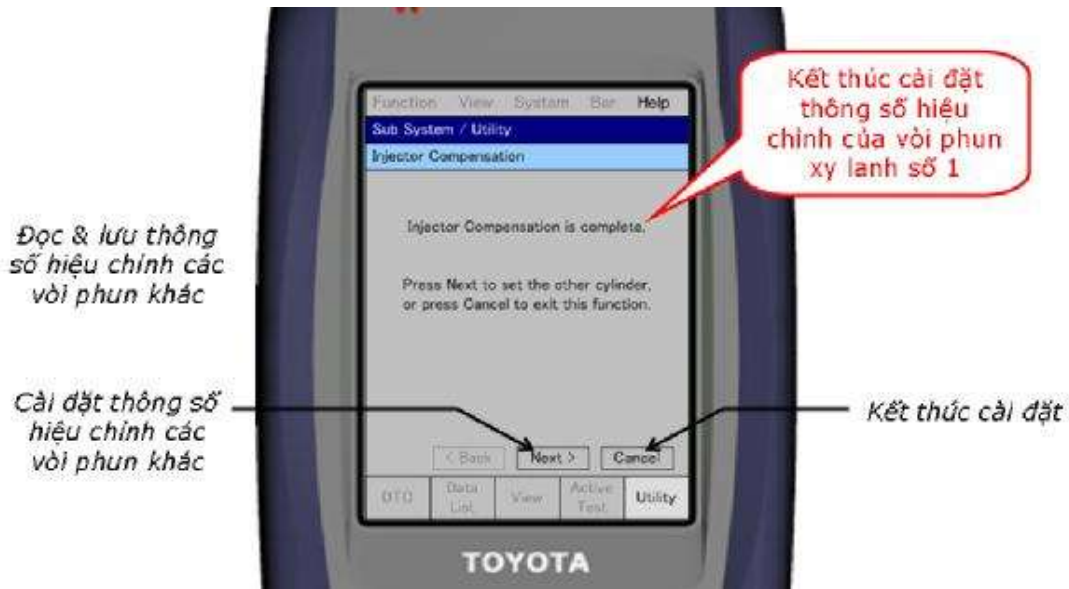 Function View System Bar Help
Sub System / Utility
Injector Compensation
Injector Compensation is complete.
Press Next to set the other cylinder,
or press Cancel to exit this function.
< Back Next > Cancel
DTC Data List View Active Test Utility
TOYOTA
Kết thúc cài đặt
thông số hiệu
chỉnh của vòi phun
xy lanh số 1
Đọc & lưu thông
số hiệu chỉnh các
vòi phun khác
Cài đặt thông số
hiệu chỉnh các
vòi phun khác
Kết thúc cài đặt